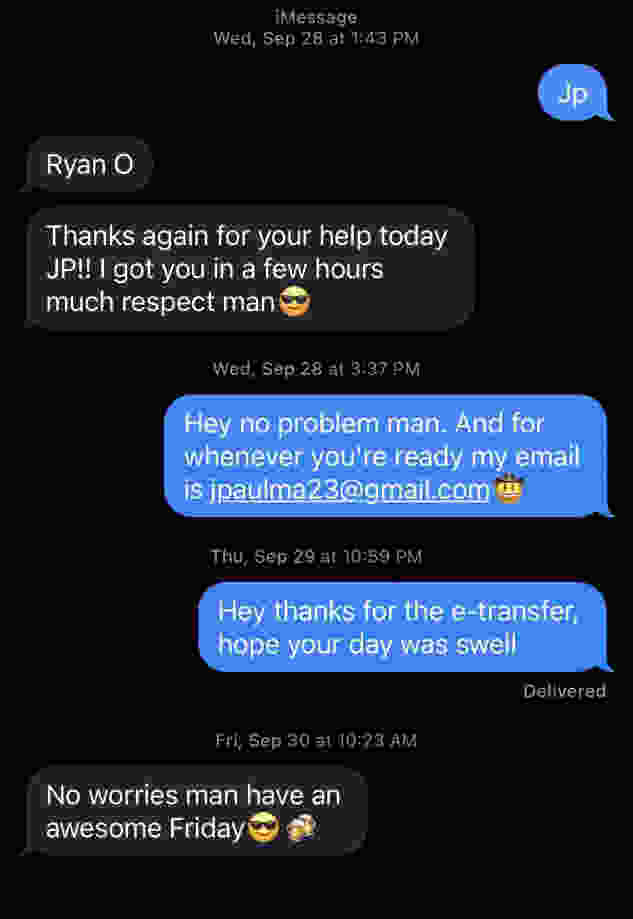 iMessage
Wed, Sep 28 at 1:43 PM
Jp
Ryan O
Thanks again for your help today
JP!! I got you in a few hours
much respect man😎
Wed, Sep 28 at 3:37 PM
Hey no problem man. And for
whenever you're ready my email
is jpaulma23@gmail.com🤠
Thu, Sep 29 at 10:59 PM
Hey thanks for the e-transfer,
hope your day was swell
Delivered
Fri, Sep 30 at 10:23 AM
No worries man have an
awesome Friday😎🍻